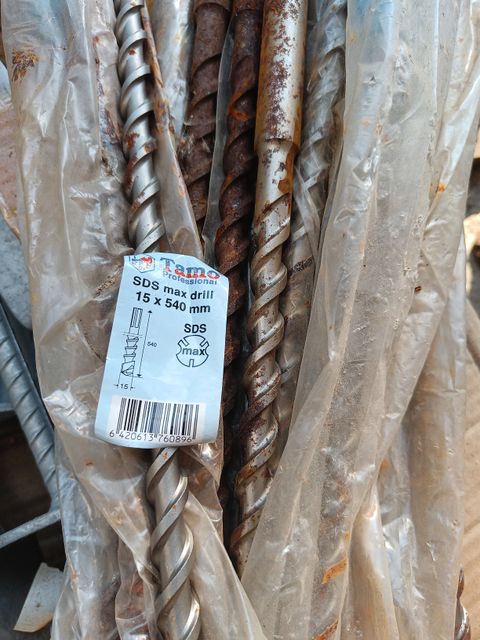 Tamo
Professional
SDS max drill
15 x 540 mm
SDS
max
540
15
6 420613 760896